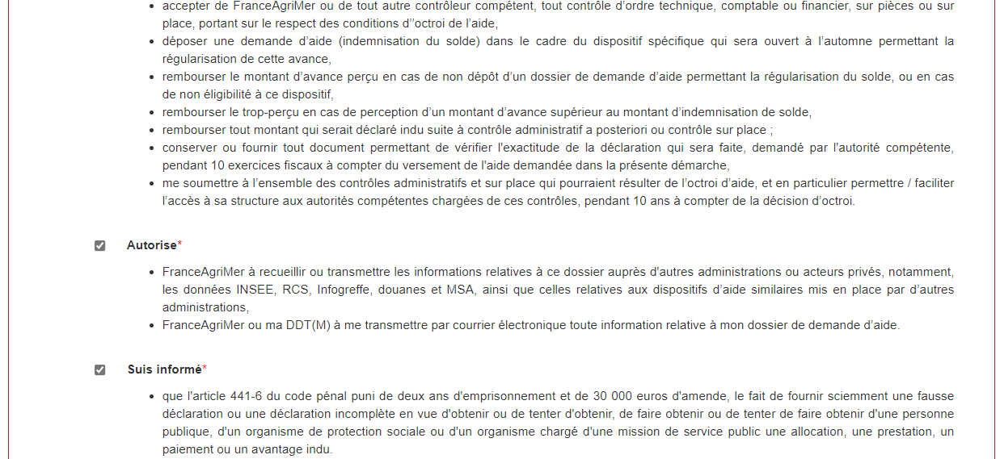 • accepter de FranceAgriMer ou de tout autre contrôleur compétent, tout contrôle d'ordre technique, comptable ou financier, sur pièces ou sur
place, portant sur le respect des conditions d''octroi de l'aide,
• déposer une demande d'aide (indemnisation du solde) dans le cadre du dispositif spécifique qui sera ouvert à l'automne permettant la
régularisation de cette avance,
• rembourser le montant d'avance perçu en cas de non dépôt d'un dossier de demande d'aide permettant la régularisation du solde, ou en cas
de non éligibilité à ce dispositif,
• rembourser le trop-perçu en cas de perception d'un montant d'avance supérieur au montant d'indemnisation de solde,
• rembourser tout montant qui serait déclaré indu suite à contrôle administratif a posteriori ou contrôle sur place ;
• conserver ou fournir tout document permettant de vérifier l'exactitude de la déclaration qui sera faite, demandé par l'autorité compétente,
pendant 10 exercices fiscaux à compter du versement de l'aide demandée dans la présente démarche,
• me soumettre à l'ensemble des contrôles administratifs et sur place qui pourraient résulter de l'octroi d'aide, et en particulier permettre / faciliter
l'accès à sa structure aux autorités compétentes chargées de ces contrôles, pendant 10 ans à compter de la décision d'octroi.
Autorise*
• FranceAgriMer à recueillir ou transmettre les informations relatives à ce dossier auprès d'autres administrations ou acteurs privés, notamment,
les données INSEE, RCS, Infogreffe, douanes et MSA, ainsi que celles relatives aux dispositifs d'aide similaires mis en place par d'autres
administrations,
• FranceAgriMer ou ma DDT(M) à me transmettre par courrier électronique toute information relative à mon dossier de demande d'aide.
Suis informé*
• que l'article 441-6 du code pénal puni de deux ans d'emprisonnement et de 30 000 euros d'amende, le fait de fournir sciemment une fausse
déclaration ou une déclaration incomplète en vue d'obtenir ou de tenter d'obtenir, de faire obtenir ou de tenter de faire obtenir d'une personne
publique, d'un organisme de protection sociale ou d'un organisme chargé d'une mission de service public une allocation, une prestation, un
paiement ou un avantage indu.